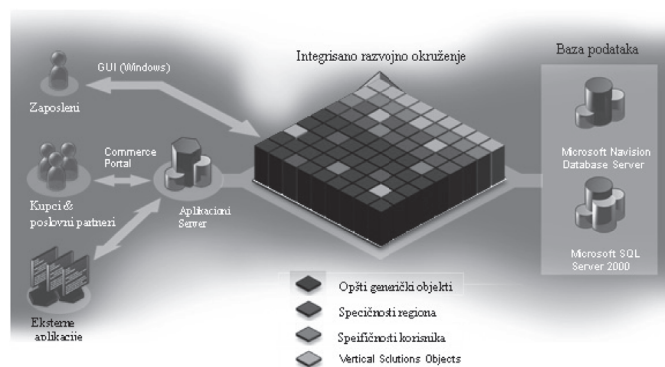 Integrisano razvojno okruženje
Baza podataka
GUI (Windows)
Zaposleni
Commerce
Portal
Kupci &
poslovni partneri
Aplikacioni
Server
Eksterne
aplikacije
Microsoft Navision
Database Server
Microsoft SQL
Server 2000
Opšti generički objekti
Specičnosti regiona
Speifičnosti korisnika
Vertical Sclutions Objects